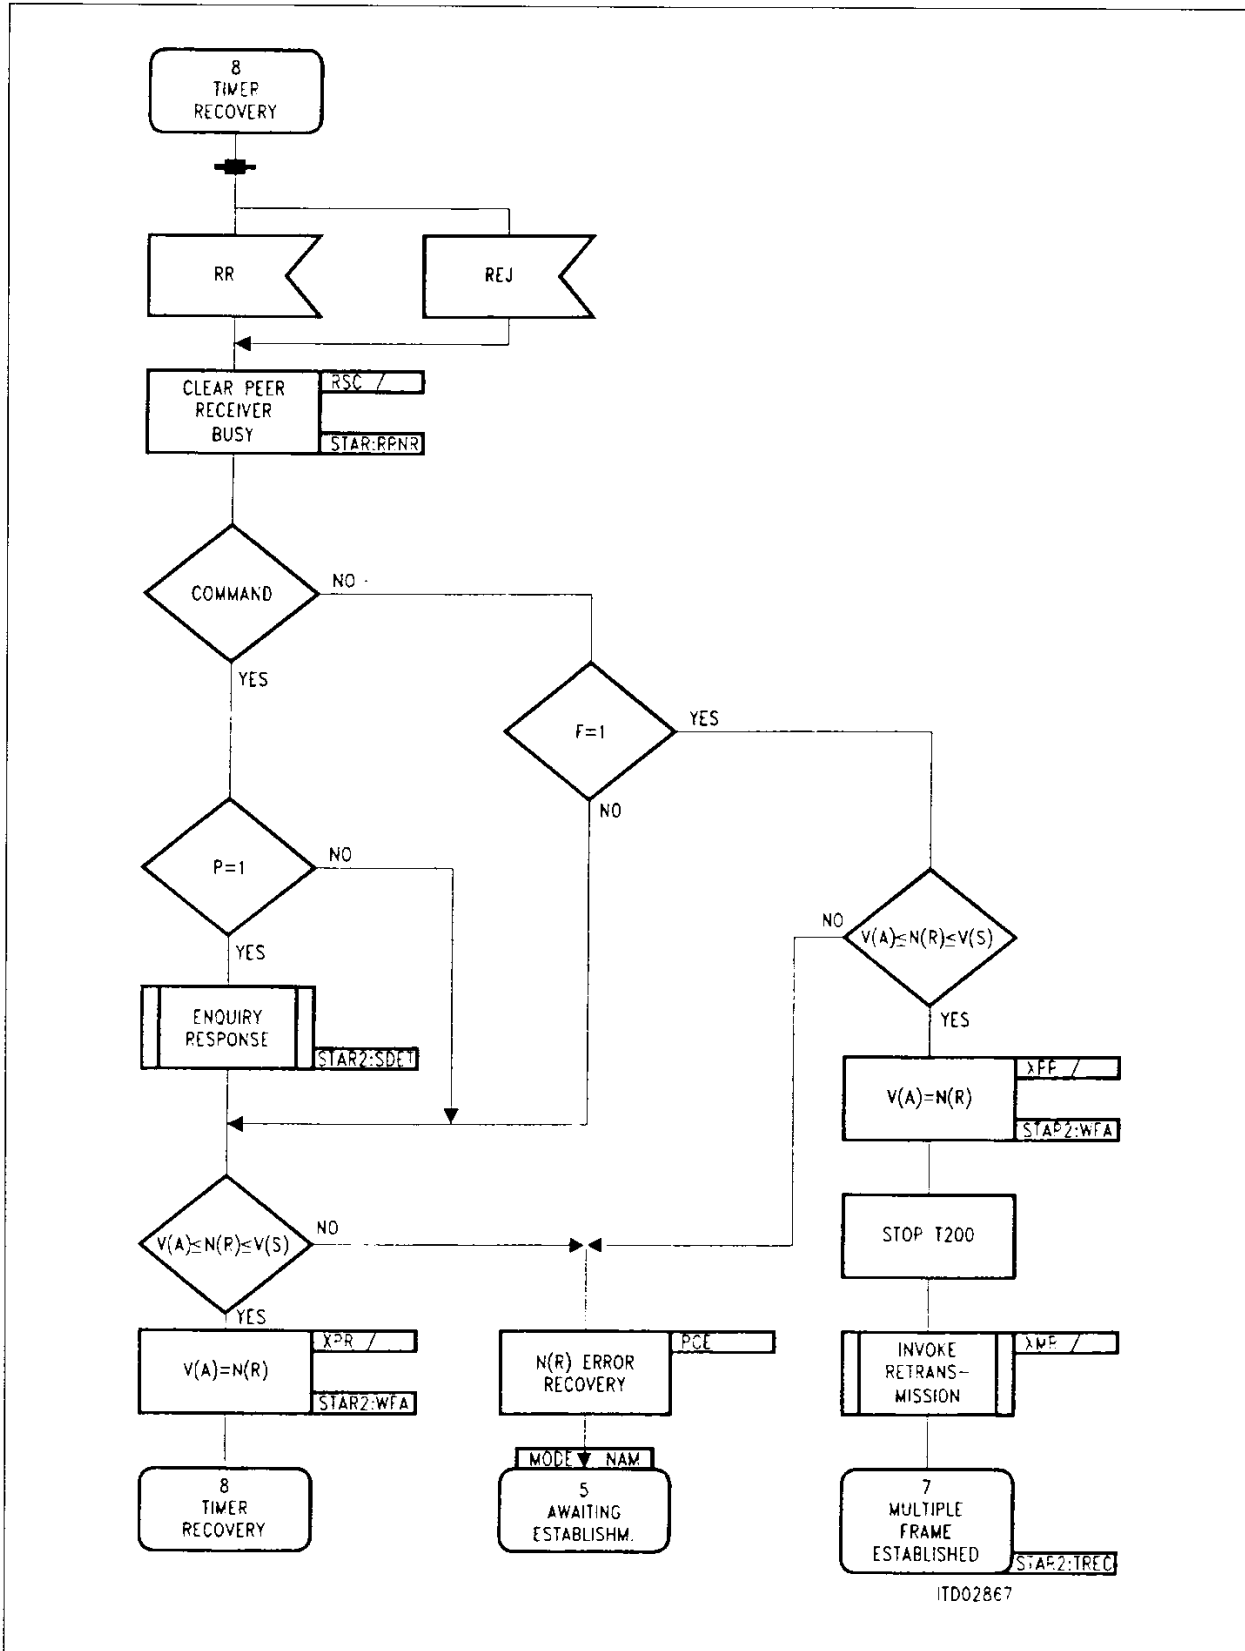 8
TIMER
RECOVERY
RR
REJ
CLEAR PEER
RECEIVER
BUSY
RSC /
STAR:RRNR
COMMAND
NO
YES
F=1
YES
NO
P=1
NO
YES
V(A)≤N(R)≤V(S)
NO
YES
ENQUIRY
RESPONSE
STAR2:SDET
V(A)=N(R)
STAR2:WFA
STOP T200
V(A)≤N(R)≤V(S)
NO
YES
V(A)=N(R)
STAR2:WFA
N(R) ERROR
RECOVERY
PCE
INVOKE
RETRANS-
MISSION
XMR /
MODE NAM
8
TIMER
RECOVERY
5
AWAITING
ESTABLISHM.
7
MULTIPLE
FRAME
ESTABLISHED
STAR2:TREC
ITD02867